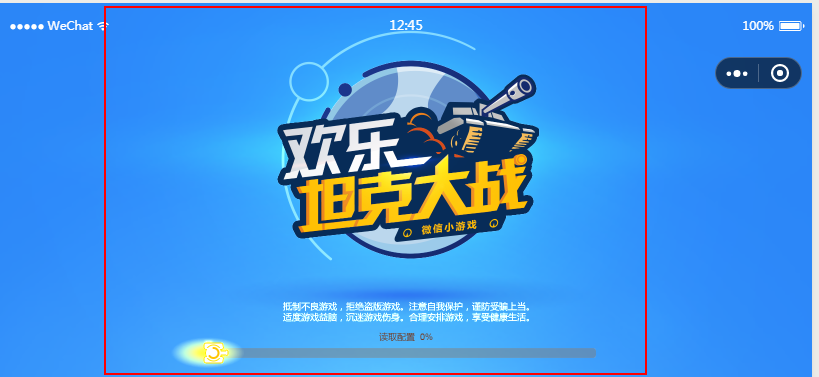 ●●●●● WeChat
12:45
100%
欢乐
坦克大战
微信小游戏
抵制不良游戏，拒绝盗版游戏。注意自我保护，谨防受骗上当。
适度游戏益脑，沉迷游戏伤身。合理安排游戏，享受健康生活。
读取配置 0%